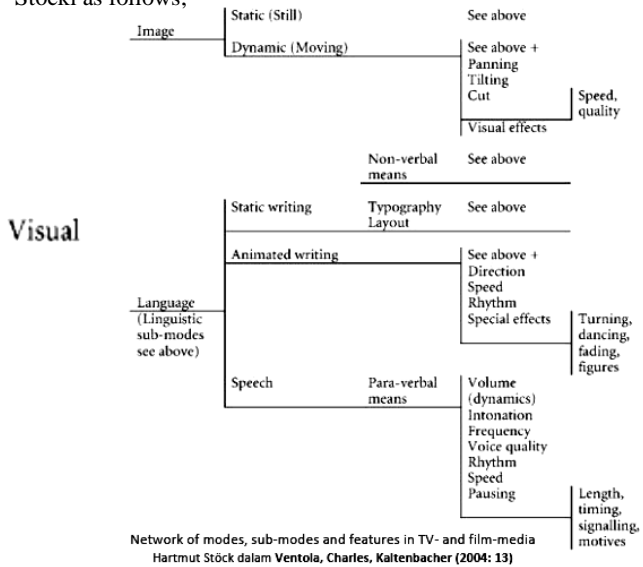 Stöckl as follows;
Image
Static (Still) See above
Dynamic (Moving) See above +
Panning
Tilting
Cut Speed,
quality
Visual effects
Non-verbal See above
means
Visual
Static writing Typography See above
Layout
Animated writing See above +
Direction
Speed
Rhythm
Special effects Turning,
dancing,
fading,
figures
Language
(Linguistic
sub-modes
see above)
Speech Para-verbal Volume
means (dynamics)
Intonation
Frequency
Voice quality
Rhythm
Speed
Pausing Length,
timing,
signalling,
motives
Network of modes, sub-modes and features in TV- and film-media
Hartmut Stöck dalam Ventola, Charles, Kaltenbacher (2004: 13)